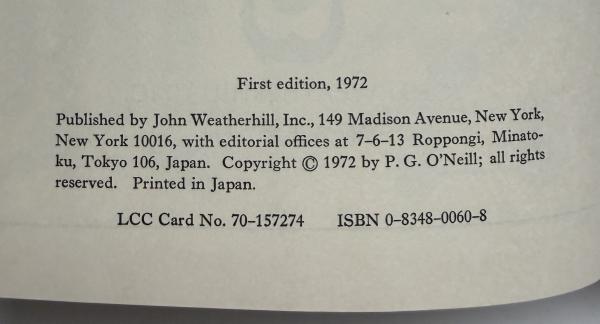 First edition, 1972
Published by John Weatherhill, Inc., 149 Madison Avenue, New York,
New York 10016, with editorial offices at 7-6-13 Roppongi, Minato-
ku, Tokyo 106, Japan. Copyright © 1972 by P. G. O'Neill; all rights
reserved. Printed in Japan.
LCC Card No. 70-157274 ISBN 0-8348-0060-8